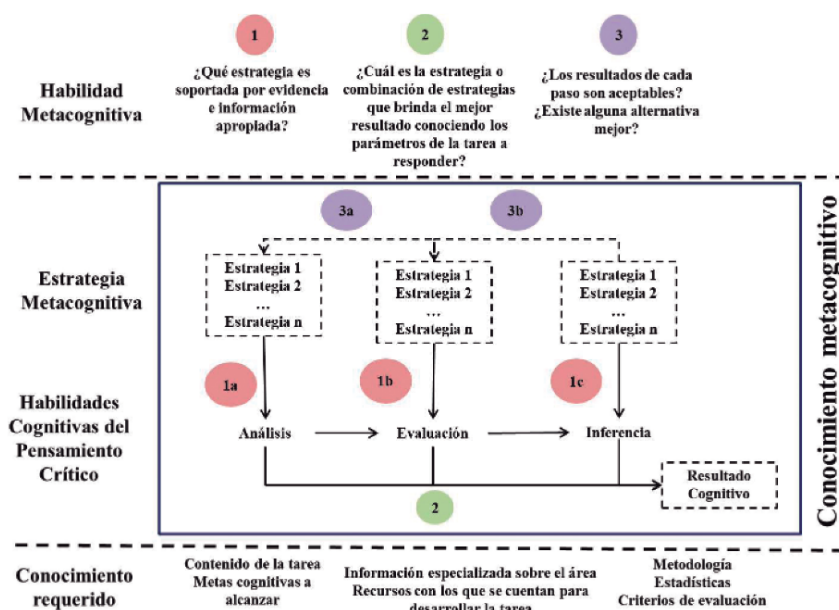 1
2
3
Habilidad
Metacognitiva
¿Qué estrategia es
soportada por evidencia
e información
apropiada?
¿Cuál es la estrategia o
combinación de estrategias
que brinda el mejor
resultado conociendo los
parámetros de la tarea a
responder?
¿Los resultados de cada
paso son aceptables?
¿Existe alguna alternativa
mejor?
Conocimiento metacognitivo
3a
3b
Estrategia
Metacognitiva
Estrategia 1
Estrategia 2
...
Estrategia n
Estrategia 1
Estrategia 2
...
Estrategia n
Estrategia 1
Estrategia 2
...
Estrategia n
1a
1b
1c
Habilidades
Cognitivas del
Pensamiento
Crítico
Análisis
Evaluación
Inferencia
Resultado
Cognitivo
2
Conocimiento
requerido
Contenido de la tarea
Metas cognitivas a
alcanzar
Información especializada sobre el área
Recursos con los que se cuentan para
desarrollar la tarea
Metodología
Estadísticas
Criterios de evaluación